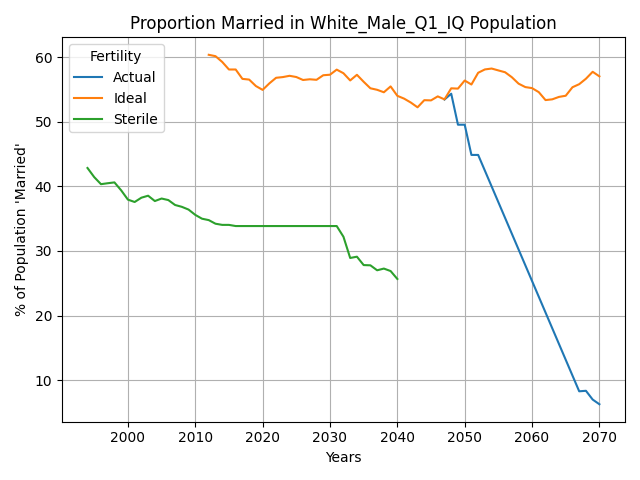 Proportion Married in White_Male_Q1_IQ Population
% of Population 'Married'
60
50
40
30
20
10
Fertility
Actual
Ideal
Sterile
2000
2010
2020
2030
2040
2050
2060
2070
Years